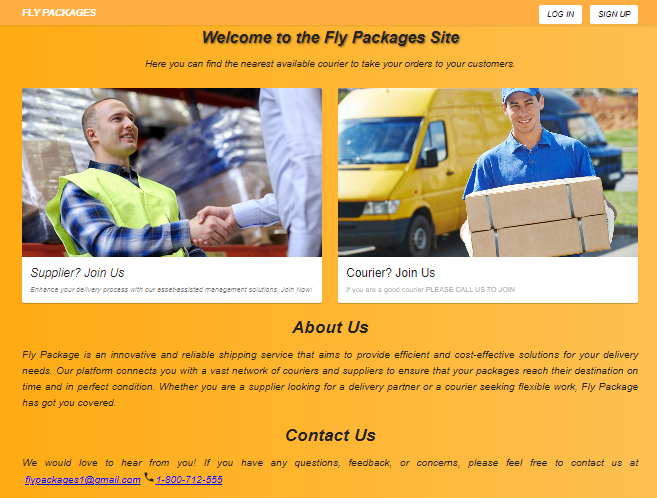 FLY PACKAGES
LOG IN
SIGN UP
Welcome to the Fly Packages Site
Here you can find the nearest available courier to take your orders to your customers.
Supplier? Join Us
Enhance your delivery process with our asset-assisted management solutions, Join Now!
Courier? Join Us
If you are a good courier PLEASE CALL US TO JOIN
About Us
Fly Package is an innovative and reliable shipping service that aims to provide efficient and cost-effective solutions for your delivery
needs. Our platform connects you with a vast network of couriers and suppliers to ensure that your packages reach their destination on
time and in perfect condition. Whether you are a supplier looking for a delivery partner or a courier seeking flexible work, Fly Package
has got you covered.
Contact Us
We would love to hear from you! If you have any questions, feedback, or concerns, please feel free to contact us at
flypackages1@gmail.com 1-800-712-555